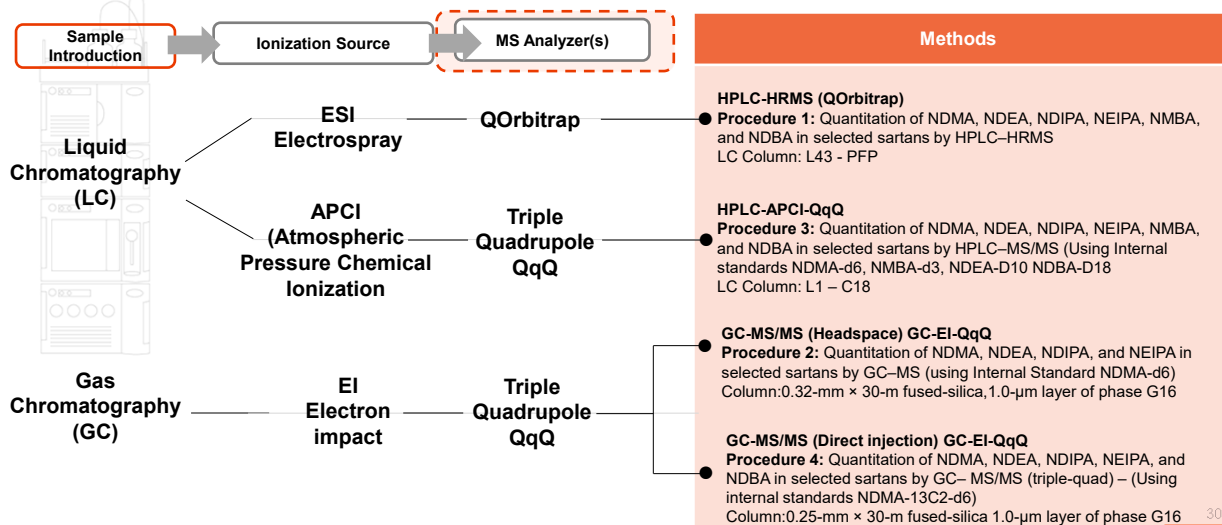 Sample
Introduction
Ionization Source
MS Analyzer(s)
Methods
Liquid
Chromatography
(LC)
ESI
Electrospray
QOrbitrap
HPLC-HRMS (QOrbitrap)
Procedure 1: Quantitation of NDMA, NDEA, NDIPA, NEIPA, NMBA,
and NDBA in selected sartans by HPLC–HRMS
LC Column: L43 - PFP
APCI
(Atmospheric
Pressure Chemical
Ionization
Triple
Quadrupole
QqQ
HPLC-APCI-QqQ
Procedure 3: Quantitation of NDMA, NDEA, NDIPA, NEIPA, NMBA,
and NDBA in selected sartans by HPLC–MS/MS (Using Internal
standards NDMA-d6, NMBA-d3, NDEA-D10 NDBA-D18
LC Column: L1 – C18
Gas
Chromatography
(GC)
EI
Electron
impact
Triple
Quadrupole
QqQ
GC-MS/MS (Headspace) GC-EI-QqQ
Procedure 2: Quantitation of NDMA, NDEA, NDIPA, and NEIPA in
selected sartans by GC–MS (using Internal Standard NDMA-d6)
Column:0.32-mm × 30-m fused-silica,1.0-μm layer of phase G16
GC-MS/MS (Direct injection) GC-EI-QqQ
Procedure 4: Quantitation of NDMA, NDEA, NDIPA, NEIPA, and
NDBA in selected sartans by GC– MS/MS (triple-quad) – (Using
internal standards NDMA-13C2-d6)
Column:0.25-mm × 30-m fused-silica 1.0-μm layer of phase G16
30